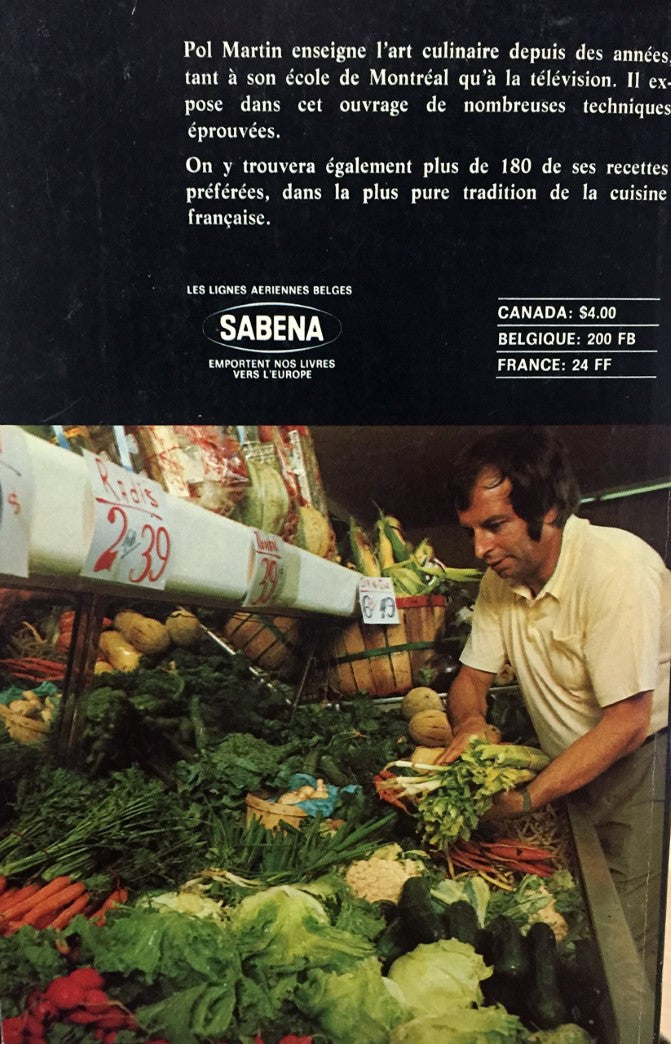 Pol Martin enseigne l'art culinaire depuis des années,
tant à son école de Montréal qu'à la télévision. Il ex-
pose dans cet ouvrage de nombreuses techniques
éprouvées.
On y trouvera également plus de 180 de ses recettes
préférées, dans la plus pure tradition de la cuisine
française.
LES LIGNES AERIENNES BELGES
SABENA
EMPORTENT NOS LIVRES
VERS L'EUROPE
CANADA: $4.00
BELGIQUE: 200 FB
FRANCE: 24 FF
Radis
2 39
39
6 49